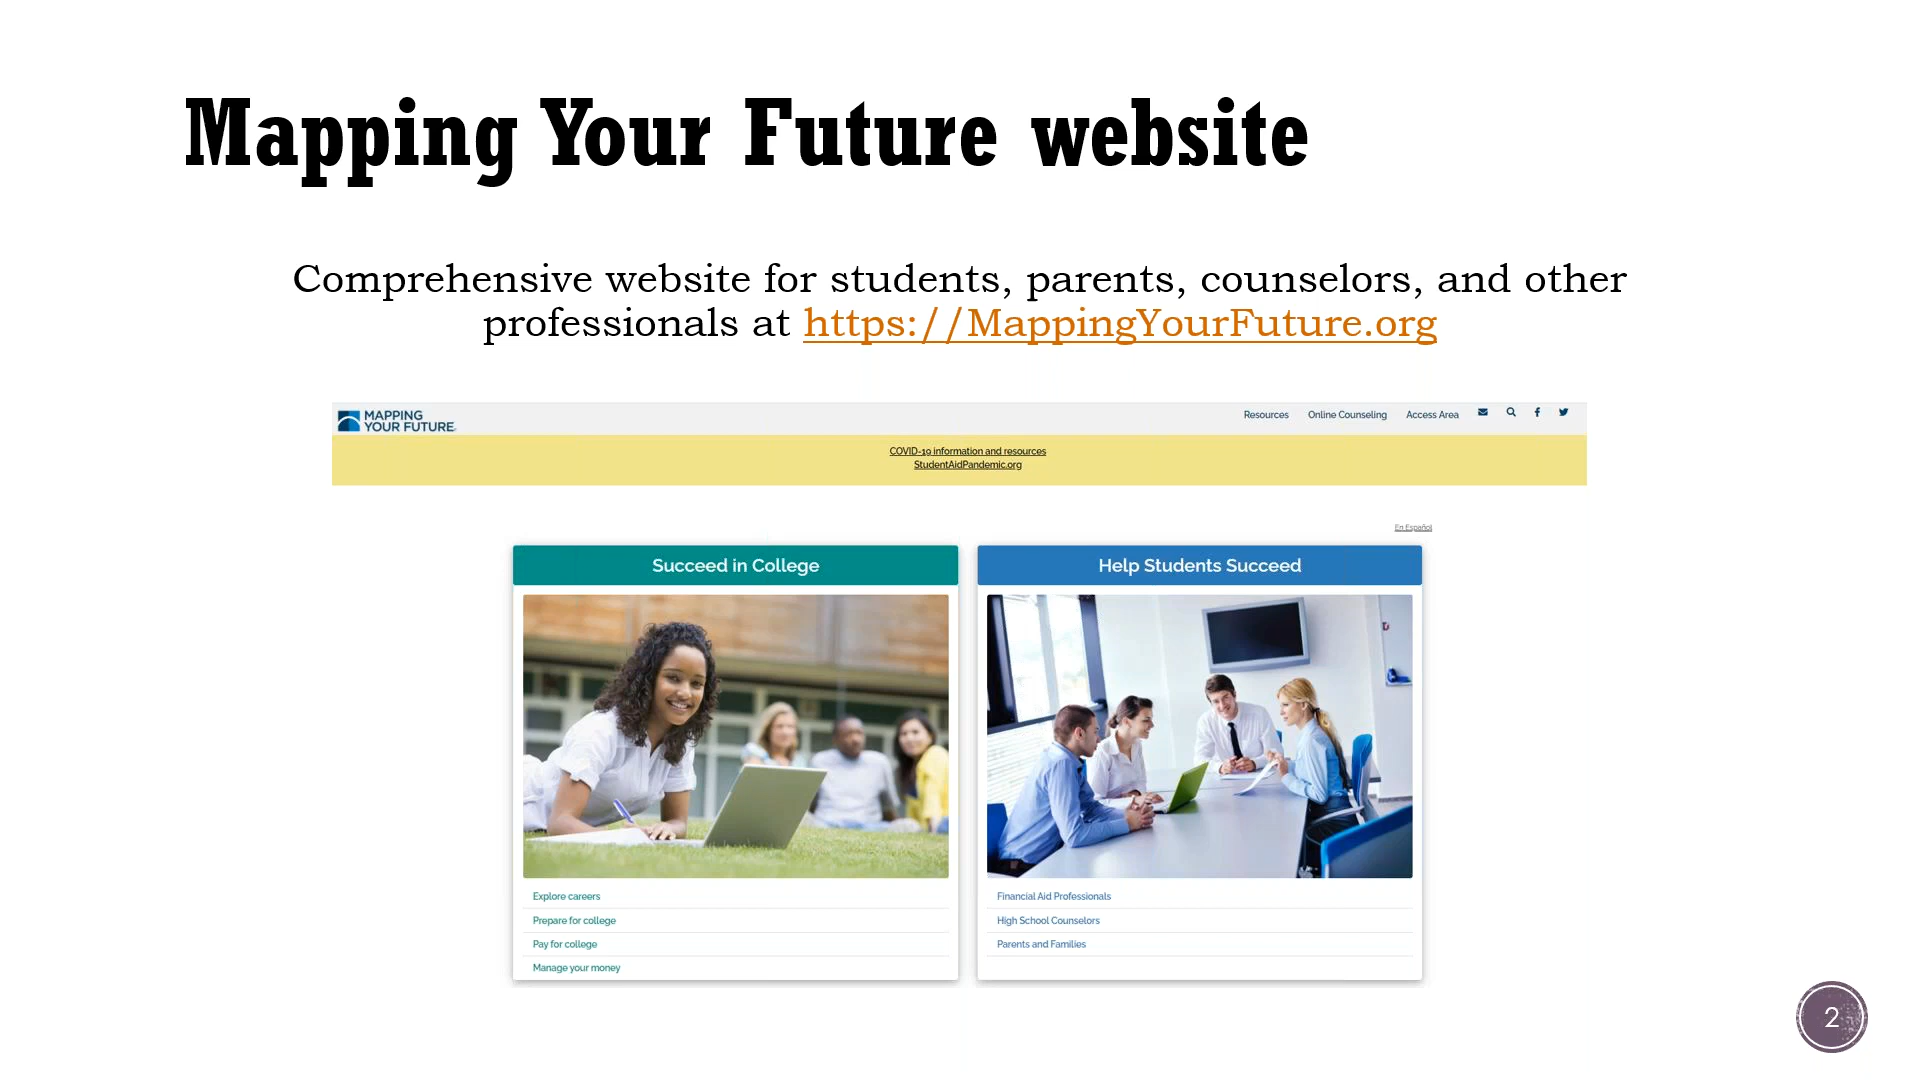 Mapping Your Future website
Comprehensive website for students, parents, counselors, and other
professionals at https://MappingYourFuture.org
MAPPING
YOUR FUTURE
Resources Online Counseling Access Area
COVID-19 information and resources
StudentAidPandemic.org
En Español
Succeed in College
Explore careers
Prepare for college
Pay for college
Manage your money
Help Students Succeed
Financial Aid Professionals
High School Counselors
Parents and Families
2